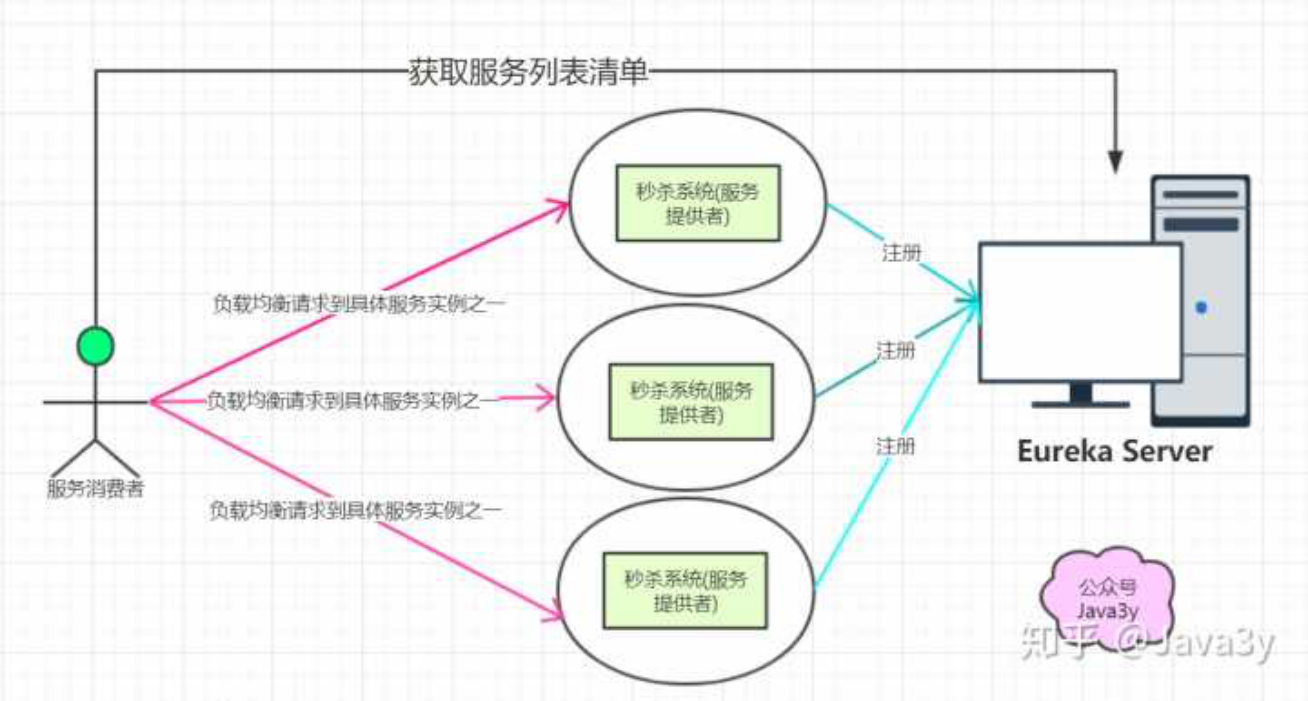 获取服务列表清单
秒杀系统(服务
提供者)
注册
负载均衡请求到具体服务实例之一
秒杀系统(服务
提供者)
注册
负载均衡请求到具体服务实例之一
注册
Eureka Server
服务消费者
负载均衡请求到具体服务实例之一
秒杀系统(服务
提供者)
公众号
Java3y
知乎 @Java3y